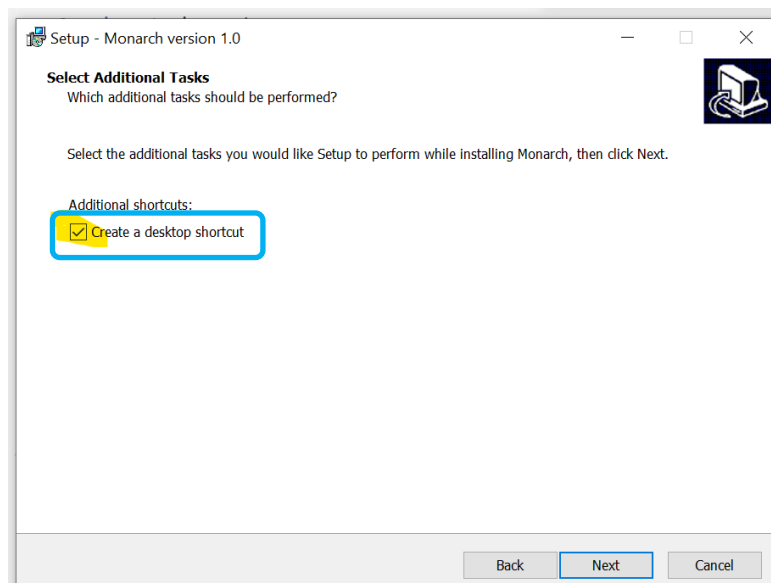 Setup - Monarch version 1.0
Select Additional Tasks
Which additional tasks should be performed?
Select the additional tasks you would like Setup to perform while installing Monarch, then click Next.
Additional shortcuts:
Create a desktop shortcut
Back
Next
Cancel